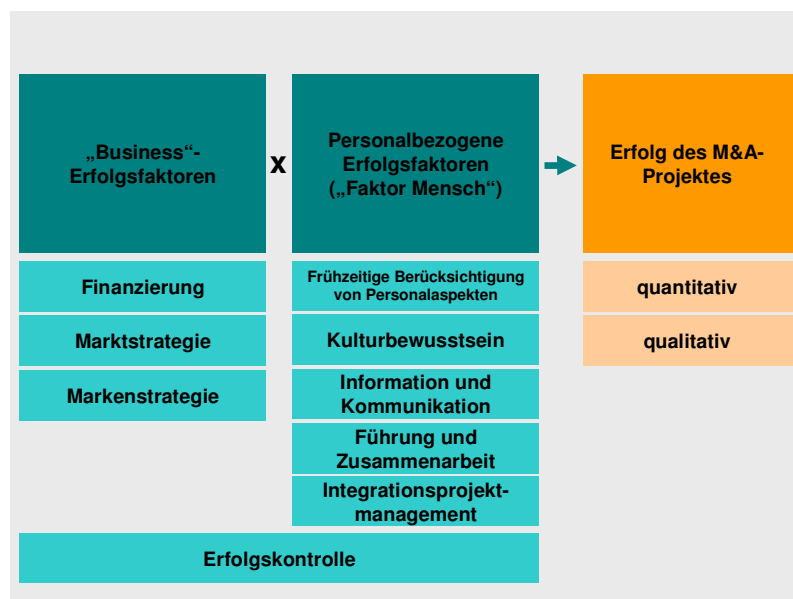 „Business“-
Erfolgsfaktoren
X
Personalbezogene
Erfolgsfaktoren
(„Faktor Mensch“)
Erfolg des M&A-
Projektes
Finanzierung
Marktstrategie
Markenstrategie
Frühzeitige Berücksichtigung
von Personalaspekten
Kulturbewusstsein
Information und
Kommunikation
Führung und
Zusammenarbeit
Integrationsprojekt-
management
quantitativ
qualitativ
Erfolgskontrolle